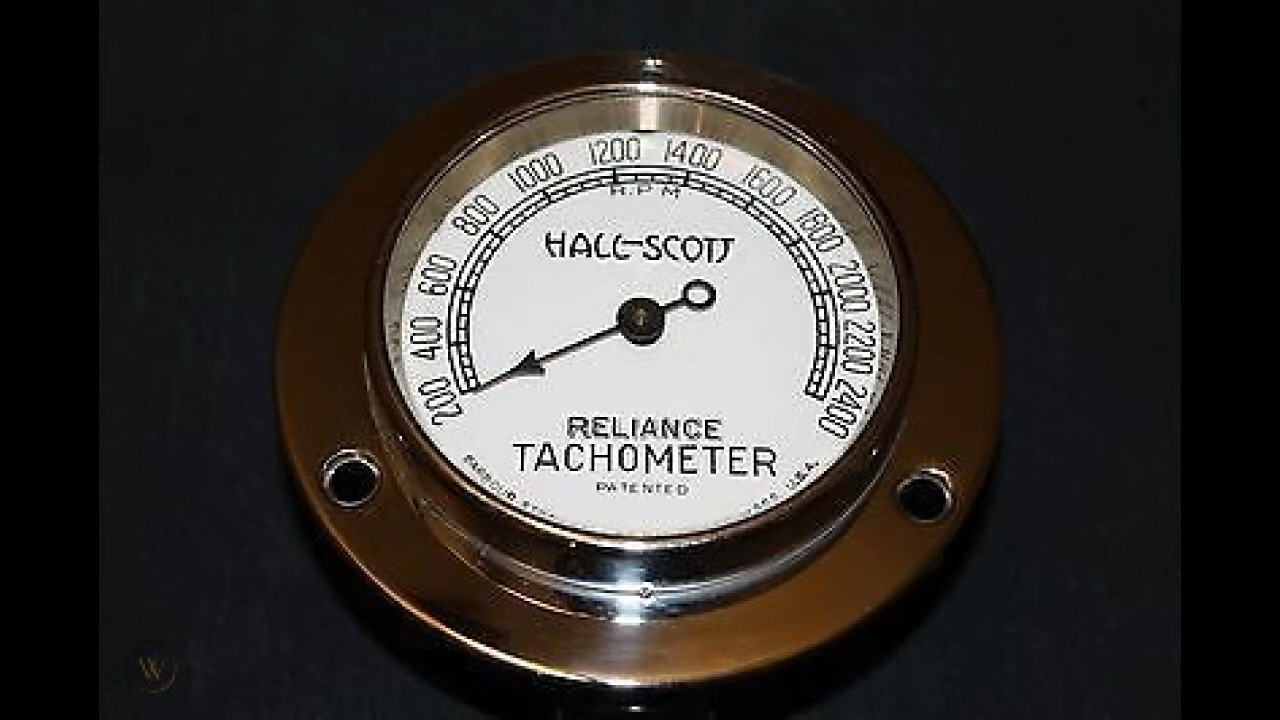 200 400 600 800 1000 1200 1400 1600 1800 2000 2200 2400
R.P.M
HALL-SCOTT
RELIANCE
TACHOMETER
PATENTED
U.S.A.
W